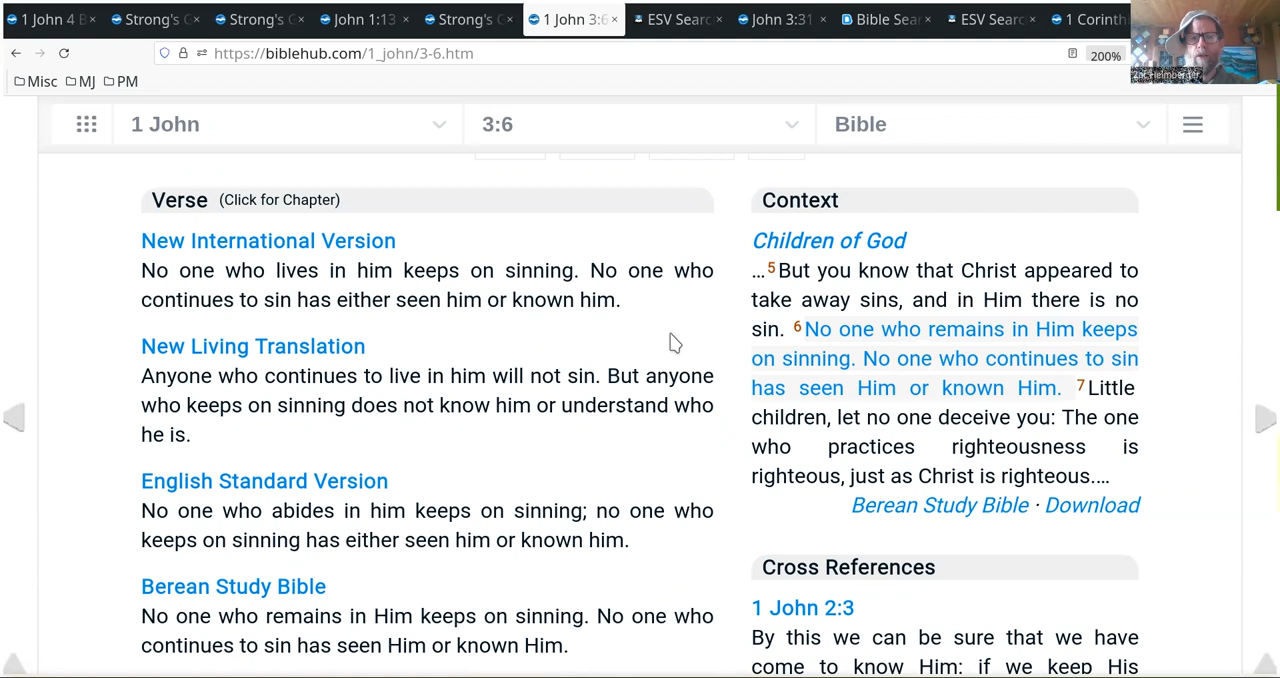 1 John 4 B
Strong's C
Strong's C
John 1:13
Strong's C
1 John 3:6
ESV Searc
John 3:31
Bible Sear
ESV Searc
1 Corinth
https://biblehub.com/1_john/3-6.htm
200%
Zac Helmberger
Misc
MJ
PM
1 John
3:6
Bible
Verse (Click for Chapter)
New International Version
No one who lives in him keeps on sinning. No one who
continues to sin has either seen him or known him.
New Living Translation
Anyone who continues to live in him will not sin. But anyone
who keeps on sinning does not know him or understand who
he is.
English Standard Version
No one who abides in him keeps on sinning; no one who
keeps on sinning has either seen him or known him.
Berean Study Bible
No one who remains in Him keeps on sinning. No one who
continues to sin has seen Him or known Him.
Context
Children of God
…5But you know that Christ appeared to
take away sins, and in Him there is no
sin. 6No one who remains in Him keeps
on sinning. No one who continues to sin
has seen Him or known Him. 7Little
children, let no one deceive you: The one
who practices righteousness is
righteous, just as Christ is righteous.…
Berean Study Bible · Download
Cross References
1 John 2:3
By this we can be sure that we have
come to know Him: if we keep His